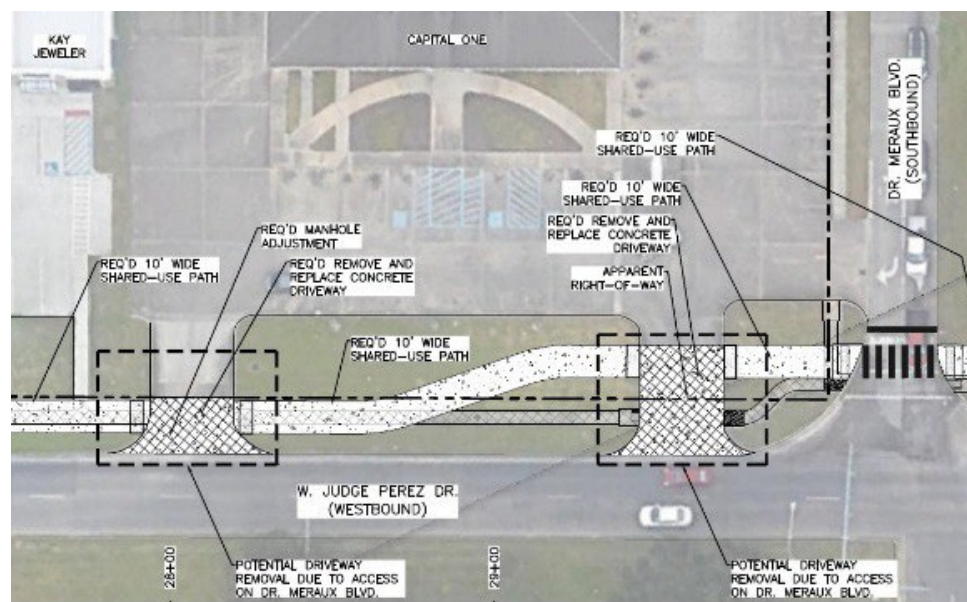 KAY
JEWELER
CAPITAL ONE
DR. MERAUX BLVD.
(SOUTHBOUND)
REQ'D 10' WIDE
SHARED-USE PATH
REQ'D 10' WIDE
SHARED-USE PATH
REQ'D REMOVE AND
REPLACE CONCRETE
DRIVEWAY
APPARENT
RIGHT-OF-WAY
REQ'D MANHOLE
ADJUSTMENT
REQ'D 10' WIDE
SHARED-USE PATH
REQ'D REMOVE AND
REPLACE CONCRETE
DRIVEWAY
REQ'D 10' WIDE
SHARED-USE PATH
W. JUDGE PEREZ DR.
(WESTBOUND)
28+00
29+00
POTENTIAL DRIVEWAY
REMOVAL DUE TO ACCESS
ON DR. MERAUX BLVD.
POTENTIAL DRIVEWAY
REMOVAL DUE TO ACCESS
ON DR. MERAUX BLVD.